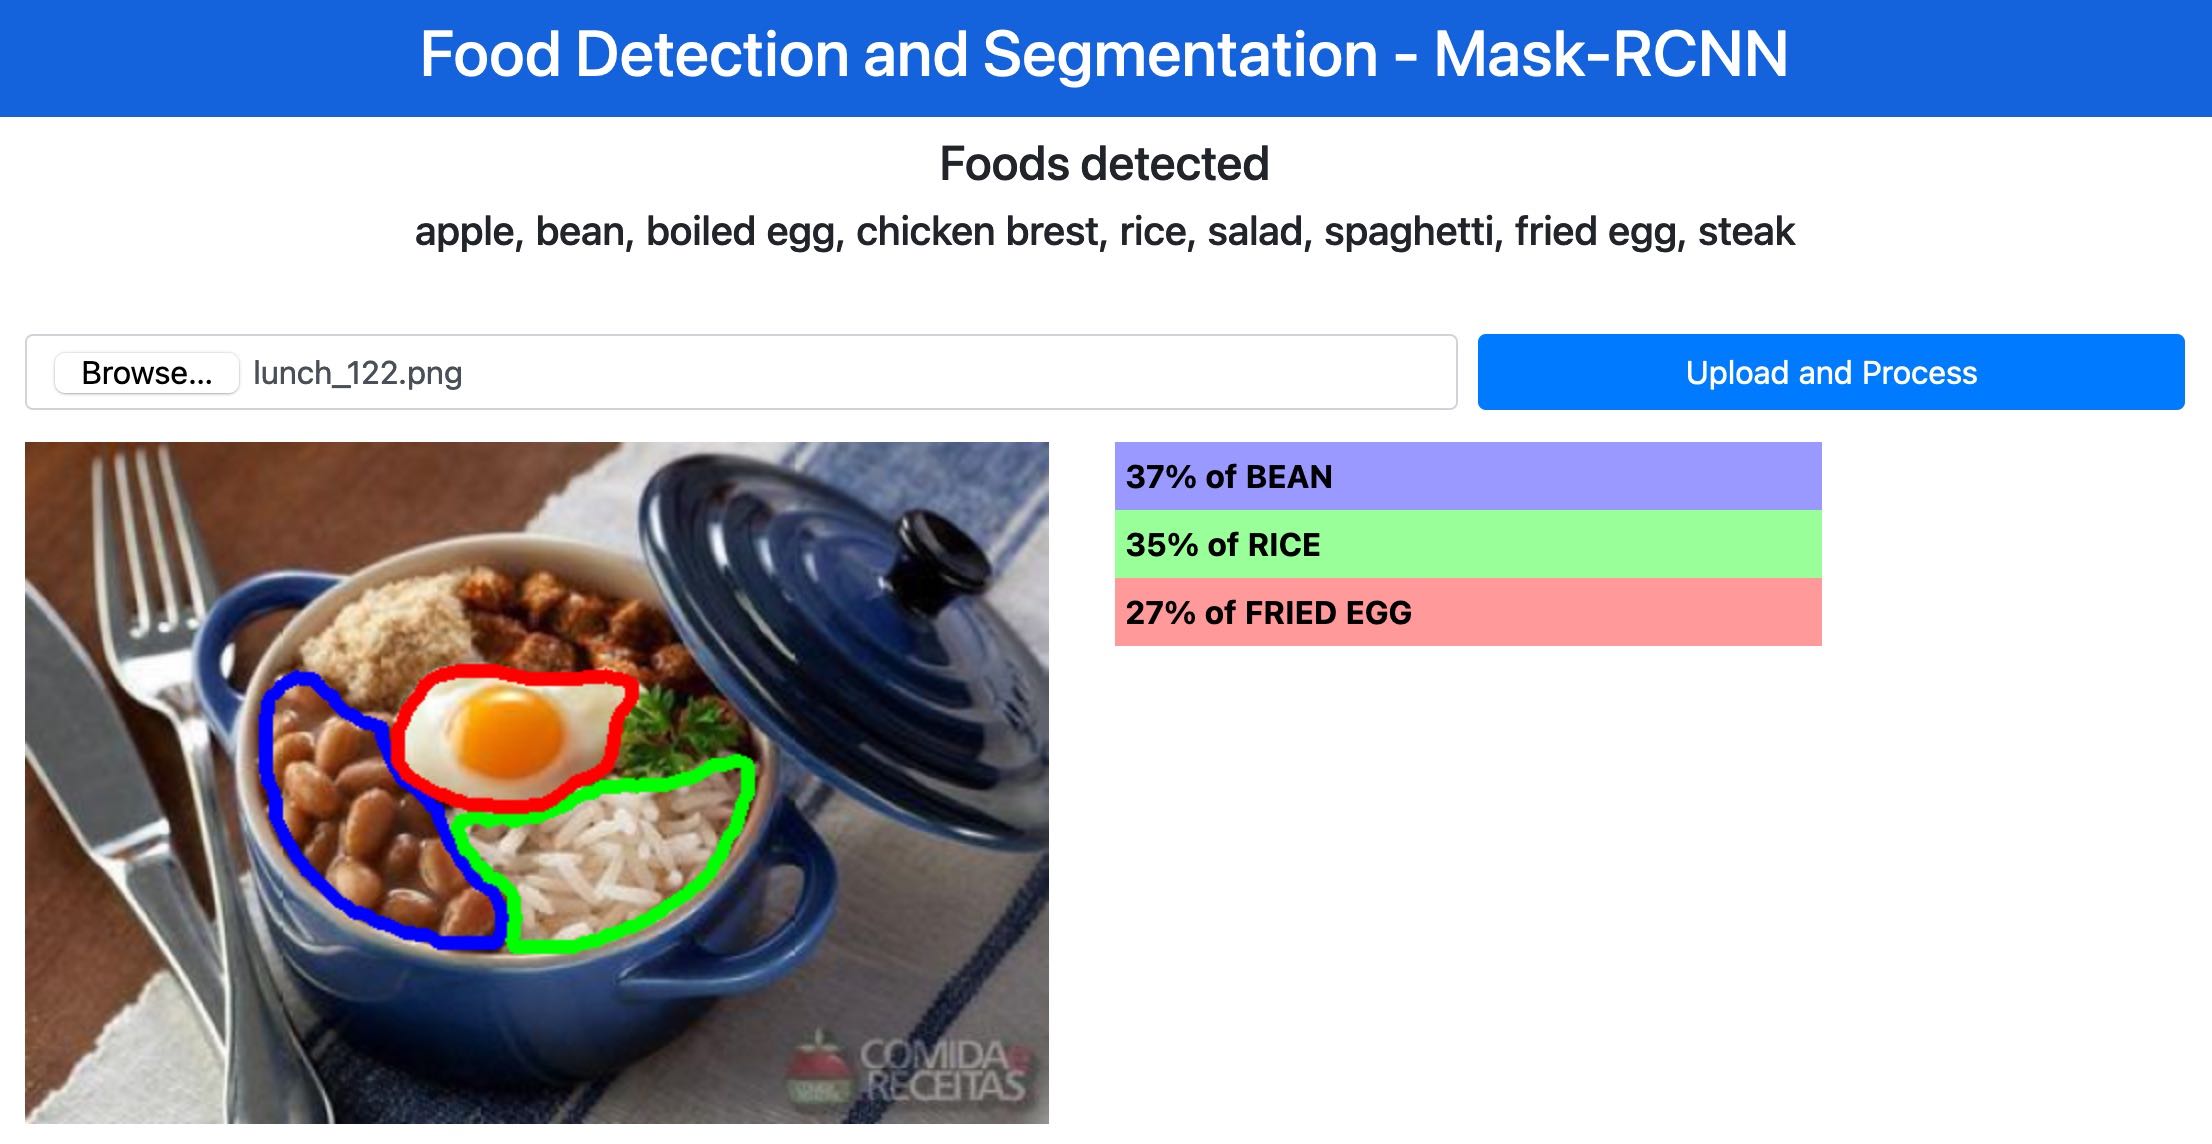 Food Detection and Segmentation - Mask-RCNN
Foods detected
apple, bean, boiled egg, chicken brest, rice, salad, spaghetti, fried egg, steak
Browse... lunch_122.png
Upload and Process
37% of BEAN
35% of RICE
27% of FRIED EGG
COMIDA e
RECEITAS